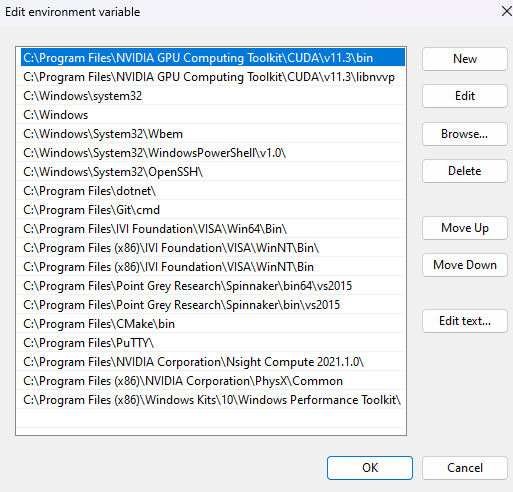 Edit environment variable
C:\Program Files\NVIDIA GPU Computing Toolkit\CUDA\v11.3\bin
C:\Program Files\NVIDIA GPU Computing Toolkit\CUDA\v11.3\libnvvp
C:\Windows\system32
C:\Windows
C:\Windows\System32\Wbem
C:\Windows\System32\WindowsPowerShell\v1.0\
C:\Windows\System32\OpenSSH\
C:\Program Files\dotnet\
C:\Program Files\Git\cmd
C:\Program Files\IVI Foundation\VISA\Win64\Bin\
C:\Program Files (x86)\IVI Foundation\VISA\WinNT\Bin\
C:\Program Files (x86)\IVI Foundation\VISA\WinNT\Bin
C:\Program Files\Point Grey Research\Spinnaker\bin64\vs2015
C:\Program Files\Point Grey Research\Spinnaker\bin\vs2015
C:\Program Files\CMake\bin
C:\Program Files\PuTTY\
C:\Program Files\NVIDIA Corporation\Nsight Compute 2021.1.0\
C:\Program Files (x86)\NVIDIA Corporation\PhysX\Common
C:\Program Files (x86)\Windows Kits\10\Windows Performance Toolkit\
New
Edit
Browse...
Delete
Move Up
Move Down
Edit text...
OK
Cancel